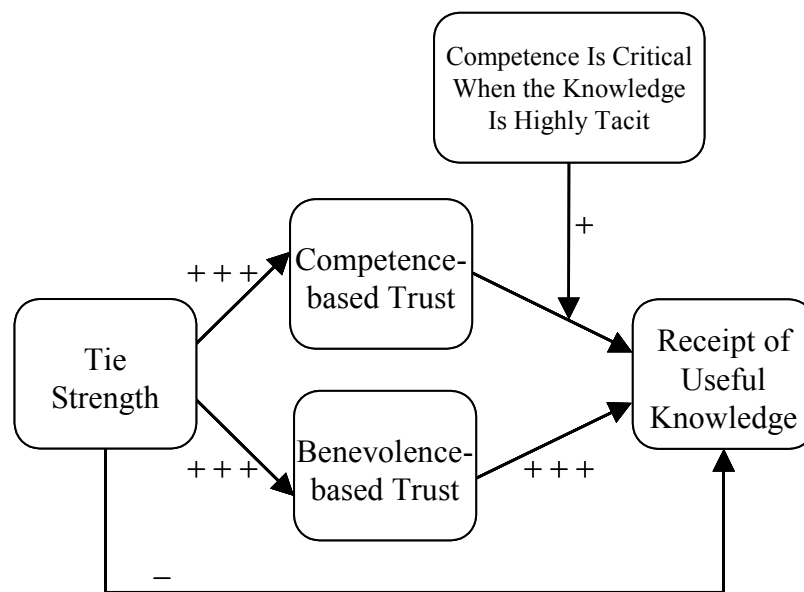 Competence Is Critical
When the Knowledge
Is Highly Tacit
+
+ + +
Competence-
based Trust
Tie
Strength
Receipt of
Useful
Knowledge
Benevolence-
based Trust
+ + +
+ + +
–